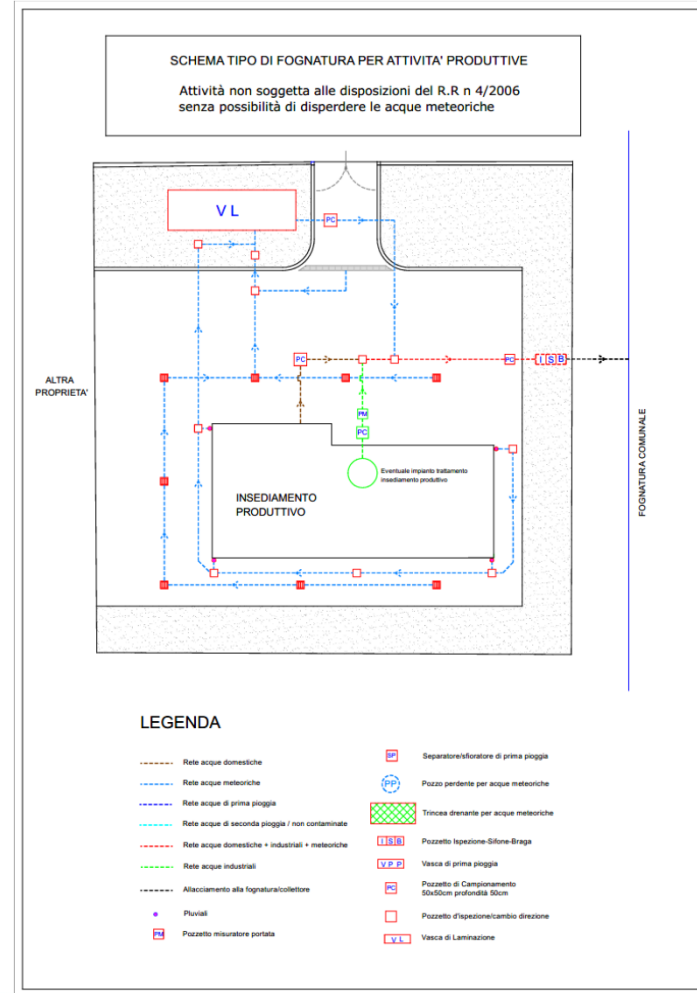 SCHEMA TIPO DI FOGNATURA PER ATTIVITA' PRODUTTIVE
Attività non soggetta alle disposizioni del R.R n 4/2006
senza possibilità di disperdere le acque meteoriche
V L
PC
PC
PC
I S B
ALTRA
PROPRIETA'
PM
PC
Eventuale impianto trattamento
insediamento produttivo
INSEDIAMENTO
PRODUTTIVO
FOGNATURA COMUNALE
LEGENDA
Rete acque domestiche
Rete acque meteoriche
Rete acque di prima pioggia
Rete acque di seconda pioggia / non contaminate
Rete acque domestiche + industriali + meteoriche
Rete acque industriali
Allacciamento alla fognatura/collettore
Pluviali
PM Pozzetto misuratore portata
SP Separatore/sfioratore di prima pioggia
PP Pozzo perdente per acque meteoriche
Trincea drenante per acque meteoriche
I S B Pozzetto Ispezione-Sifone-Braga
V P P Vasca di prima pioggia
PC Pozzetto di Campionamento
50x50cm profondità 50cm
Pozzetto d'ispezione/cambio direzione
V L Vasca di Laminazione